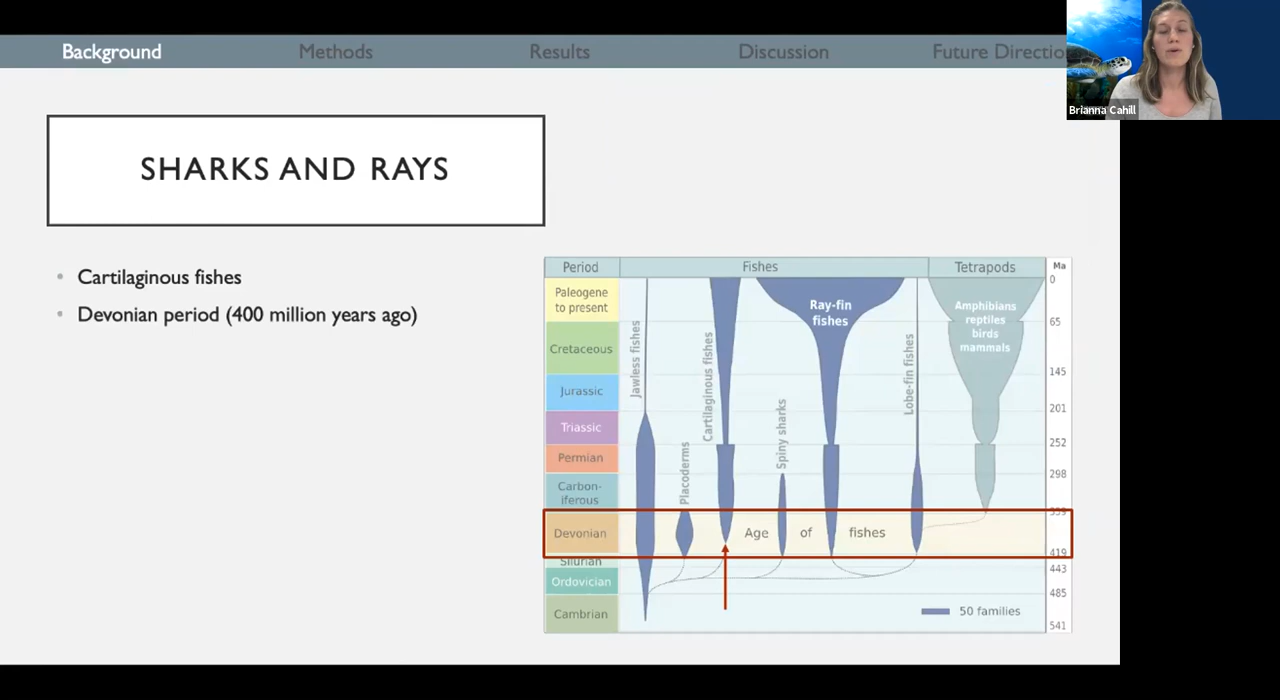 Background
Methods
Results
Discussion
Future Directio
Brianna Cahill
SHARKS AND RAYS
Cartilaginous fishes
Devonian period (400 million years ago)
Period
Fishes
Tetrapods
Ma
Paleogene
to present
Cretaceous
Jurassic
Triassic
Permian
Carbon-
iferous
Devonian
Silurian
Ordovician
Cambrian
Jawless fishes
Placoderms
Cartilaginous fishes
Spiny sharks
Ray-fin
fishes
Lobe-fin fishes
Amphibians
reptiles
birds
mammals
Age of fishes
50 families
0
65
145
201
252
298
359
419
443
485
541